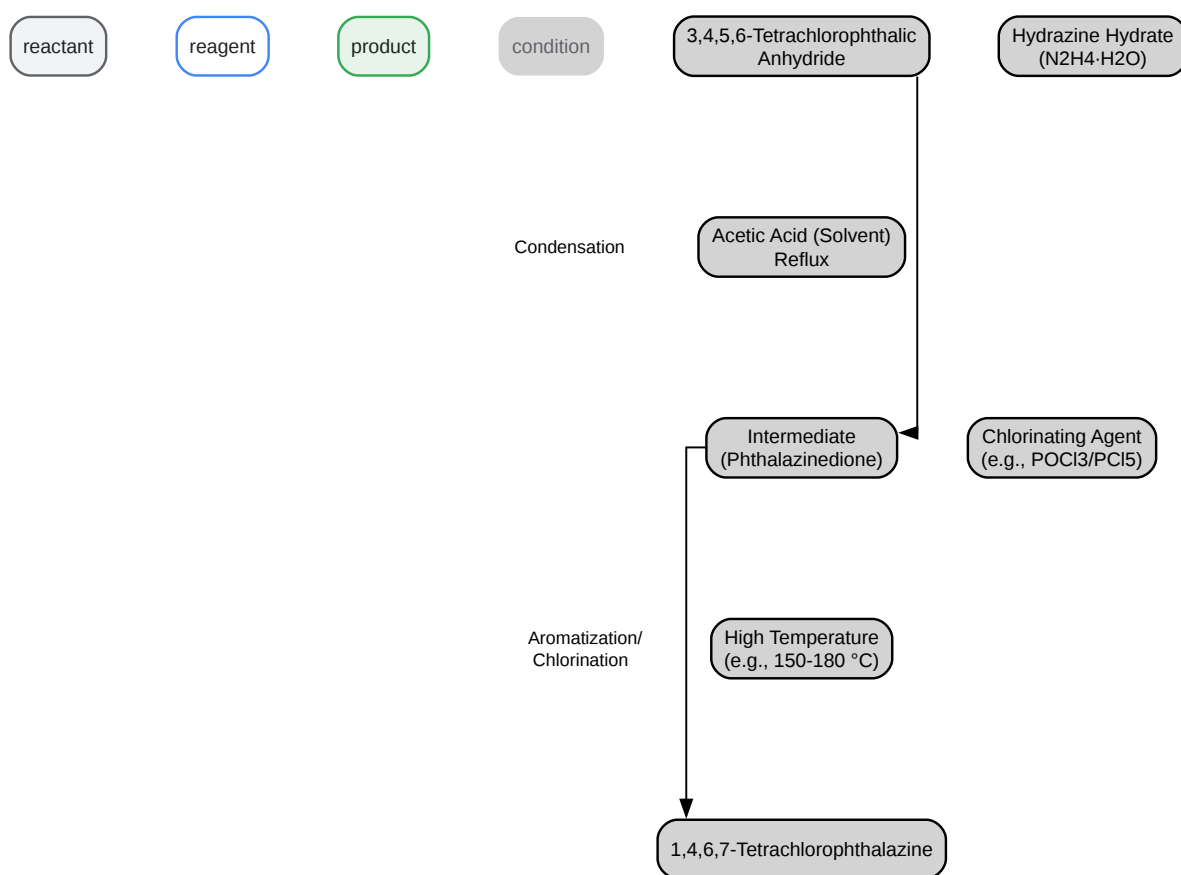 reactant
reagent
product
condition
3,4,5,6-Tetrachlorophthalic
Anhydride
Hydrazine Hydrate
(N2H4·H2O)
Condensation
Acetic Acid (Solvent)
Reflux
Intermediate
(Phthalazinedione)
Chlorinating Agent
(e.g., POCl3/PCl5)
Aromatization/
Chlorination
High Temperature
(e.g., 150-180 °C)
1,4,6,7-Tetrachlorophthalazine